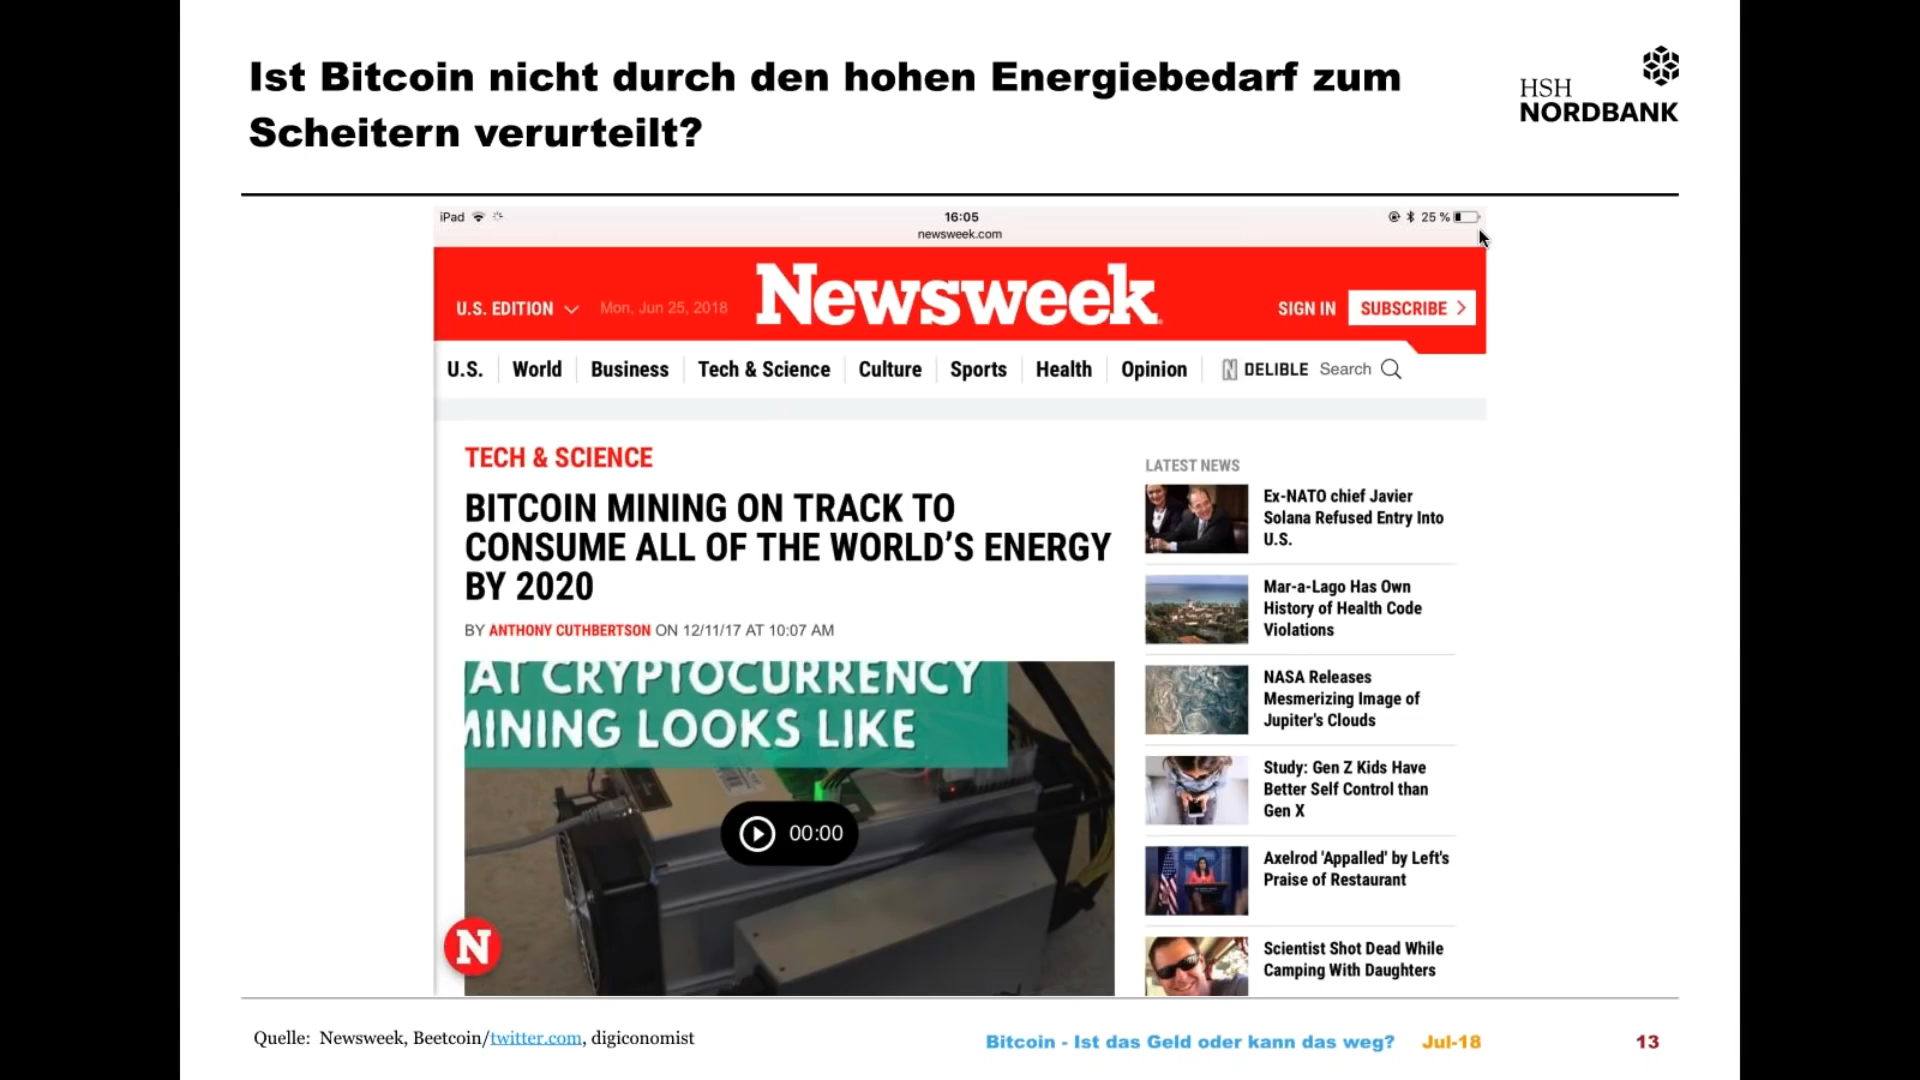 Ist Bitcoin nicht durch den hohen Energiebedarf zum
Scheitern verurteilt?
HSH
NORDBANK
iPad
16:05
25 %
newsweek.com
U.S. EDITION
Mon, Jun 25, 2018
Newsweek
SIGN IN
SUBSCRIBE
U.S.
World
Business
Tech & Science
Culture
Sports
Health
Opinion
N DELIBLE
Search
TECH & SCIENCE
BITCOIN MINING ON TRACK TO
CONSUME ALL OF THE WORLD'S ENERGY
BY 2020
BY ANTHONY CUTHBERTSON ON 12/11/17 AT 10:07 AM
AT CRYPTOCURRENCY
MINING LOOKS LIKE
00:00
N
LATEST NEWS
Ex-NATO chief Javier
Solana Refused Entry Into
U.S.
Mar-a-Lago Has Own
History of Health Code
Violations
NASA Releases
Mesmerizing Image of
Jupiter's Clouds
Study: Gen Z Kids Have
Better Self Control than
Gen X
Axelrod 'Appalled' by Left's
Praise of Restaurant
Scientist Shot Dead While
Camping With Daughters
Quelle: Newsweek, Beetcoin/twitter.com, digiconomist
Bitcoin - Ist das Geld oder kann das weg?
Jul-18
13